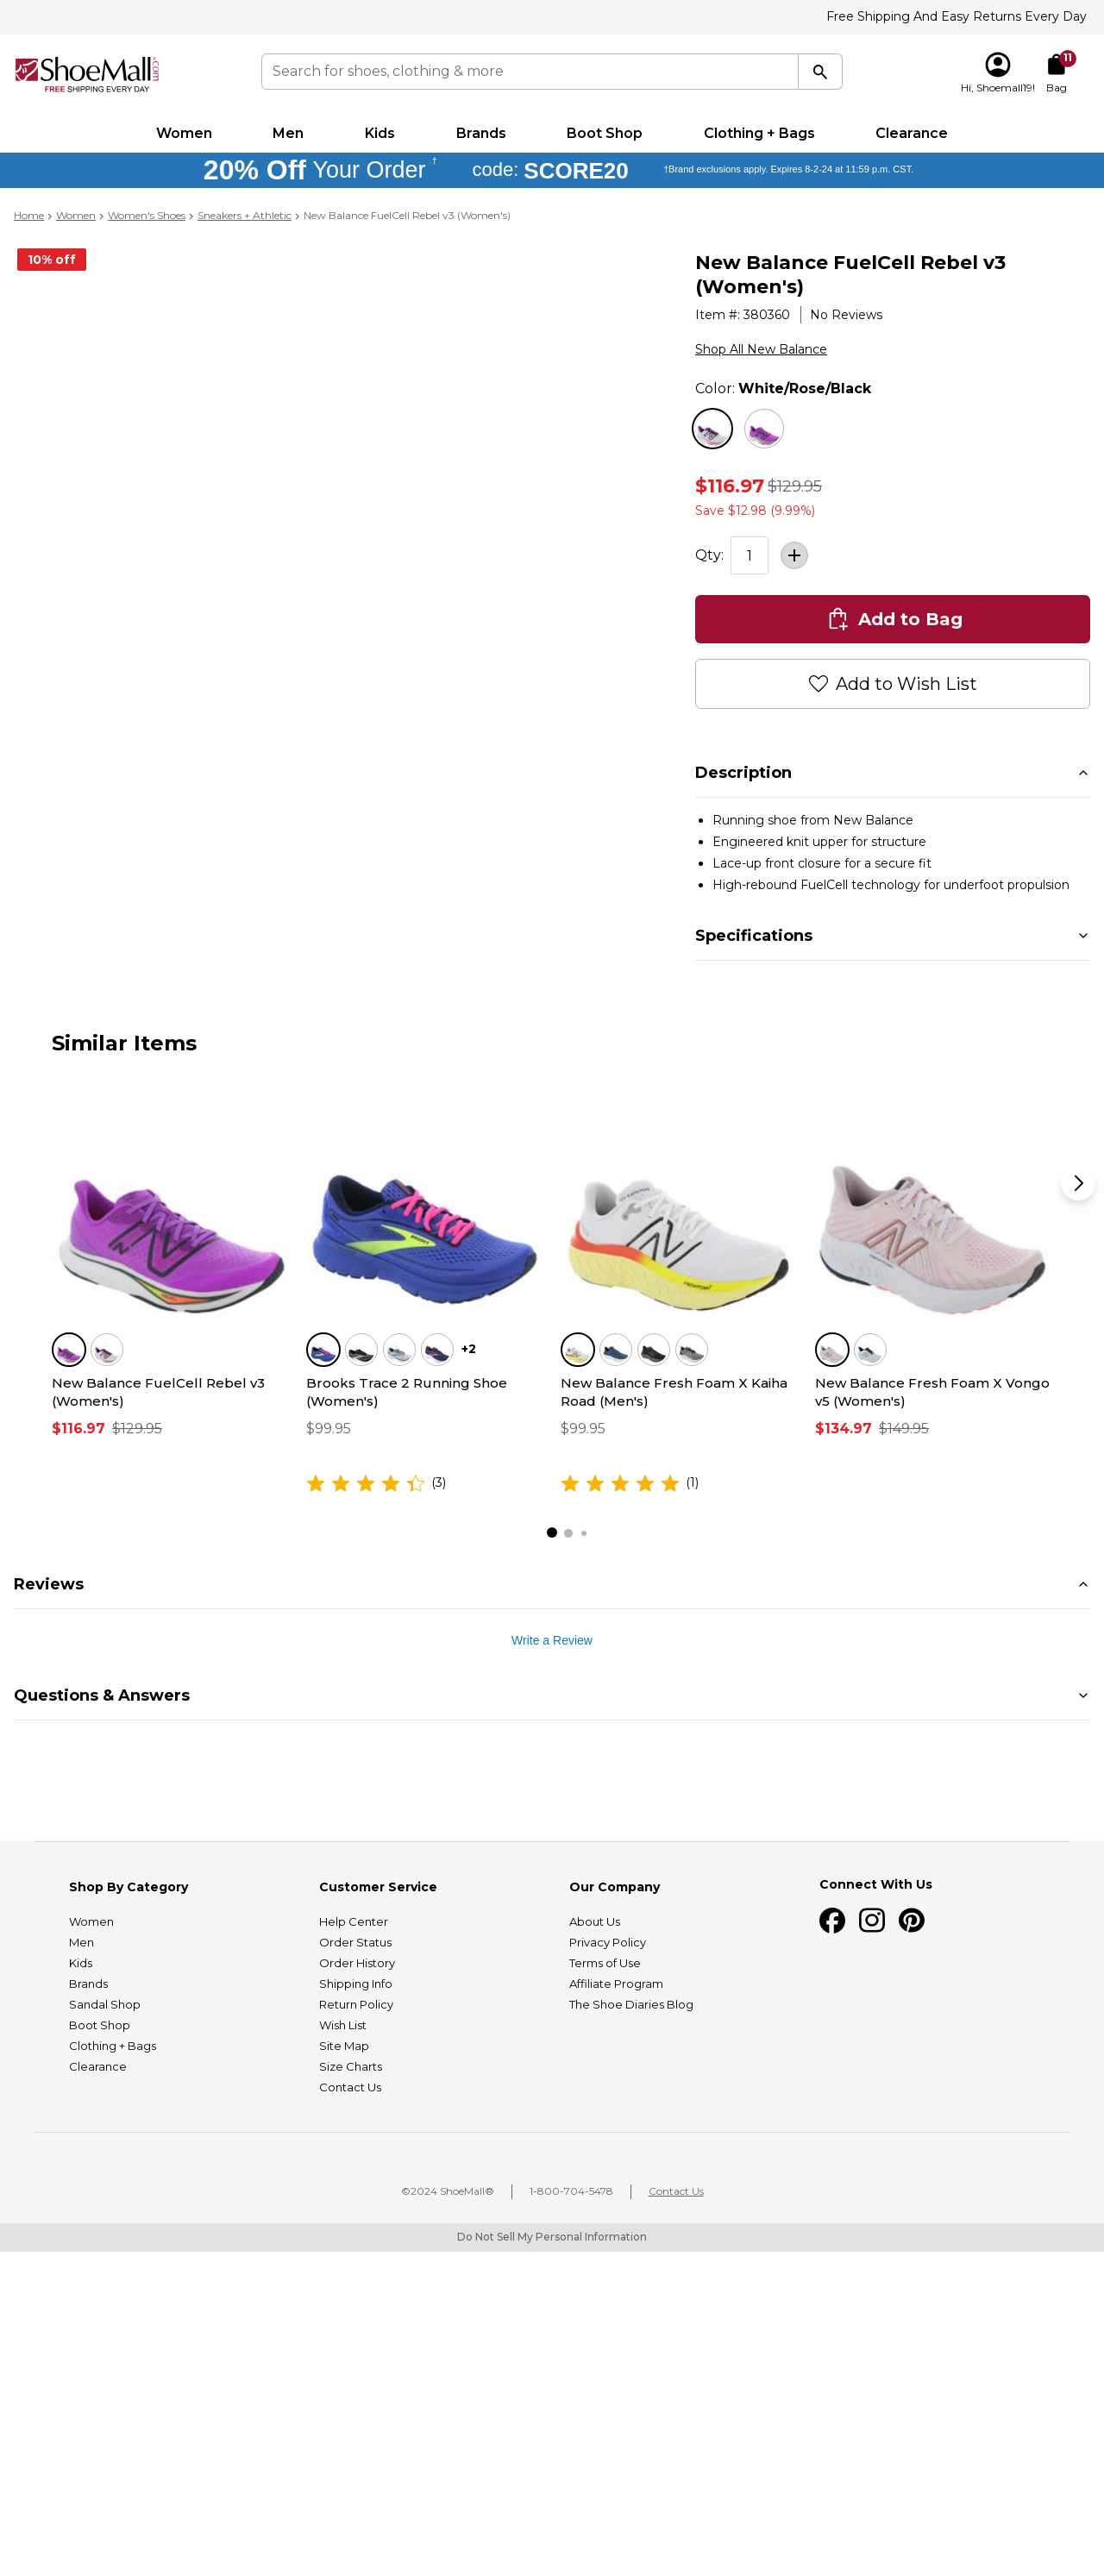 Free Shipping And Easy Returns Every Day
ShoeMall.com
FREE SHIPPING EVERY DAY
Search for shoes, clothing & more
Hi, Shoemall19!
11
Bag
Women Men Kids Brands Boot Shop Clothing + Bags Clearance
20% Off Your Order † code: SCORE20 †Brand exclusions apply. Expires 8-2-24 at 11:59 p.m. CST.
Home > Women > Women's Shoes > Sneakers + Athletic > New Balance FuelCell Rebel v3 (Women's)
10% off
New Balance FuelCell Rebel v3
(Women's)
Item #: 380360 | No Reviews
Shop All New Balance
Color: White/Rose/Black
$116.97 $129.95
Save $12.98 (9.99%)
Qty: 1 +
Add to Bag
Add to Wish List
Description
• Running shoe from New Balance
• Engineered knit upper for structure
• Lace-up front closure for a secure fit
• High-rebound FuelCell technology for underfoot propulsion
Specifications
Similar Items
New Balance FuelCell Rebel v3
(Women's)
$116.97 $129.95
+2
Brooks Trace 2 Running Shoe
(Women's)
$99.95
(3)
New Balance Fresh Foam X Kaiha
Road (Men's)
$99.95
(1)
New Balance Fresh Foam X Vongo
v5 (Women's)
$134.97 $149.95
Reviews
Write a Review
Questions & Answers
Shop By Category
Women
Men
Kids
Brands
Sandal Shop
Boot Shop
Clothing + Bags
Clearance
Customer Service
Help Center
Order Status
Order History
Shipping Info
Return Policy
Wish List
Site Map
Size Charts
Contact Us
Our Company
About Us
Privacy Policy
Terms of Use
Affiliate Program
The Shoe Diaries Blog
Connect With Us
©2024 ShoeMall® | 1-800-704-5478 | Contact Us
Do Not Sell My Personal Information